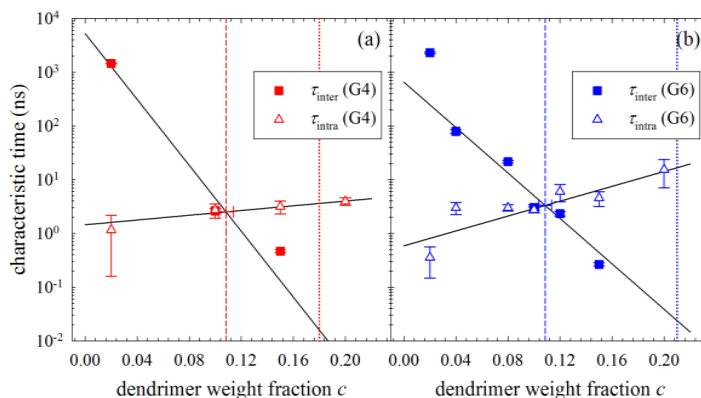 10⁴
10³
10²
10¹
10⁰
10⁻¹
10⁻²
characteristic time (ns)
(a)
τinter (G4)
τintra (G4)
0.00 0.04 0.08 0.12 0.16 0.20
dendrimer weight fraction c
(b)
τinter (G6)
τintra (G6)
0.00 0.04 0.08 0.12 0.16 0.20
dendrimer weight fraction c